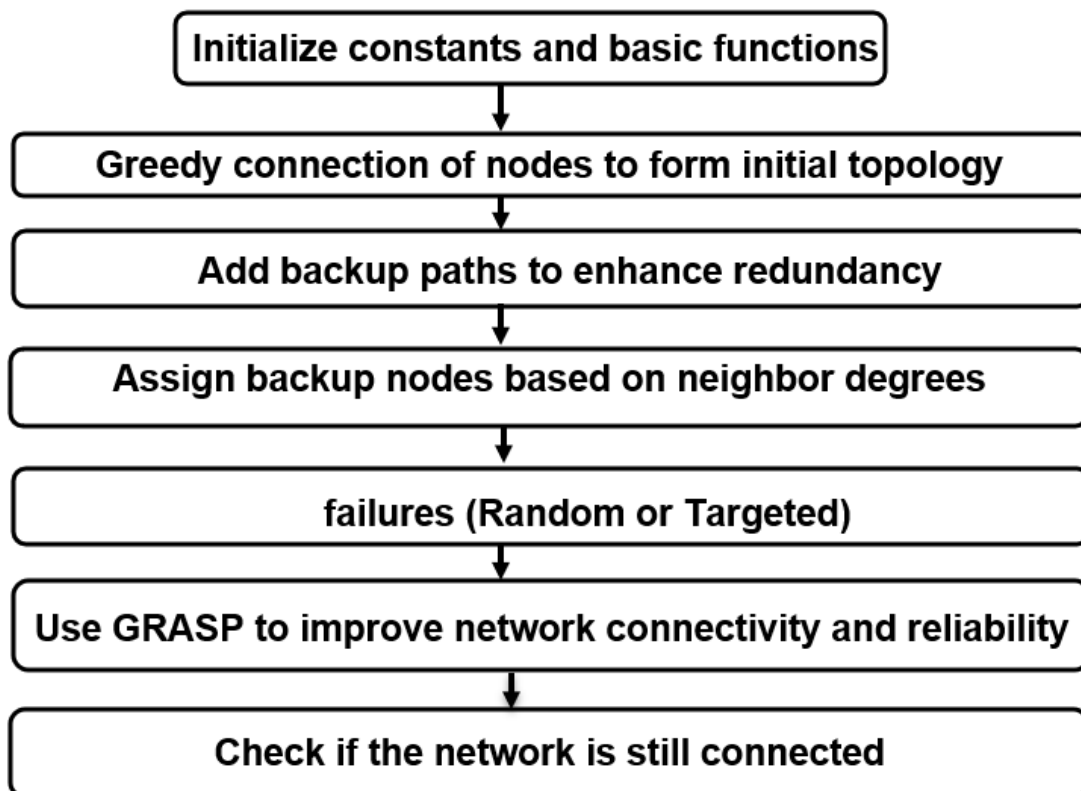 Initialize constants and basic functions
Greedy connection of nodes to form initial topology
Add backup paths to enhance redundancy
Assign backup nodes based on neighbor degrees
failures (Random or Targeted)
Use GRASP to improve network connectivity and reliability
Check if the network is still connected